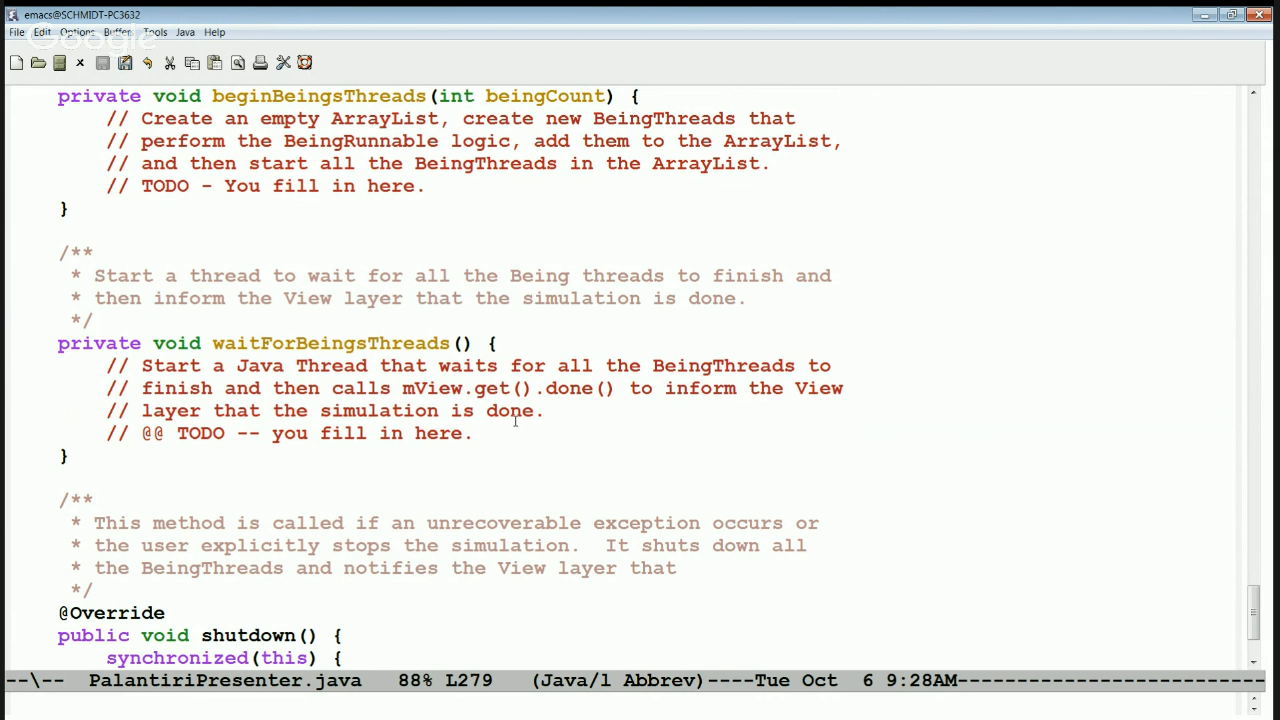 emacs@SCHMIDT-PC3632
File Edit Options Buffer Tools Java Help
Google
private void beginBeingsThreads(int beingCount) {
// Create an empty ArrayList, create new BeingThreads that
// perform the BeingRunnable logic, add them to the ArrayList,
// and then start all the BeingThreads in the ArrayList.
// TODO - You fill in here.
}
/**
* Start a thread to wait for all the Being threads to finish and
* then inform the View layer that the simulation is done.
*/
private void waitForBeingsThreads() {
// Start a Java Thread that waits for all the BeingThreads to
// finish and then calls mView.get().done() to inform the View
// layer that the simulation is done.
// @@ TODO -- you fill in here.
}
/**
* This method is called if an unrecoverable exception occurs or
* the user explicitly stops the simulation.  It shuts down all
* the BeingThreads and notifies the View layer that
*/
@Override
public void shutdown() {
synchronized(this) {
--\-- PalantiriPresenter.java 88% L279 (Java/l Abbrev)----Tue Oct  6 9:28AM--------------------------